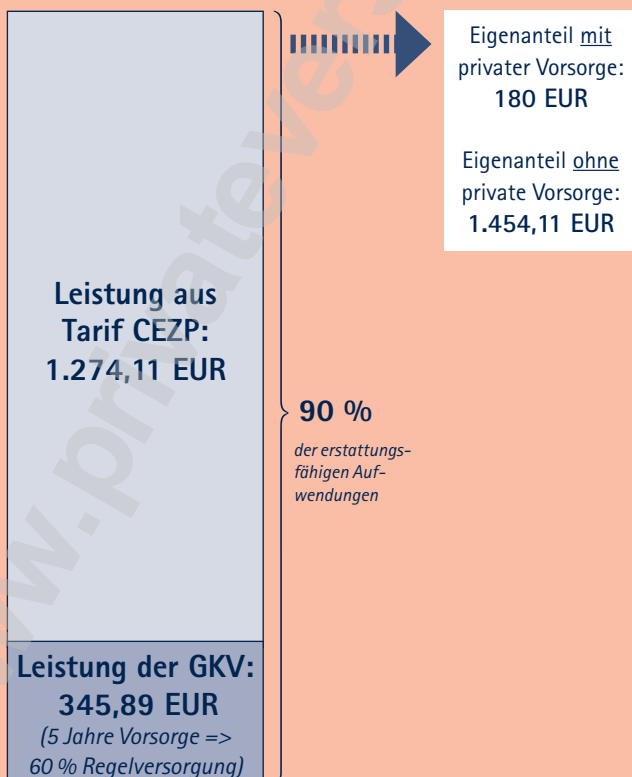 Eigenanteil mit
privater Vorsorge:
180 EUR
Eigenanteil ohne
private Vorsorge:
1.454,11 EUR
Leistung aus
Tarif CEZP:
1.274,11 EUR
90 %
der erstattungs-
fähigen Auf-
wendungen
Leistung der GKV:
345,89 EUR
(5 Jahre Vorsorge =>
60 % Regelversorgung)